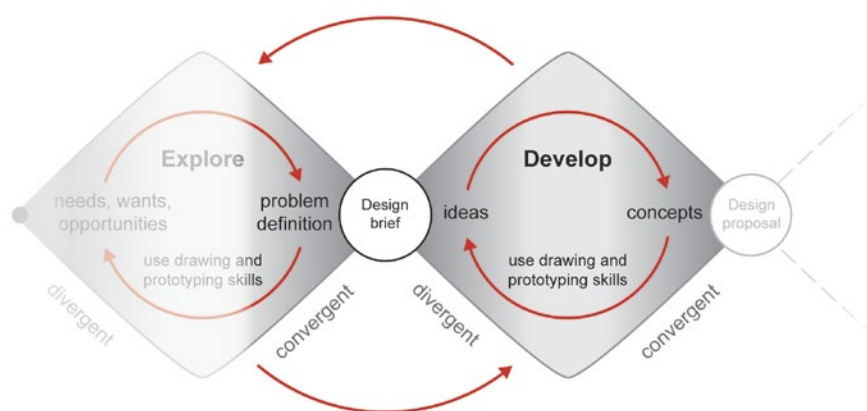 Explore
needs, wants,
opportunities
problem
definition
use drawing and
prototyping skills
divergent
convergent
Design
brief
Develop
ideas
concepts
use drawing and
prototyping skills
divergent
convergent
Design
proposal